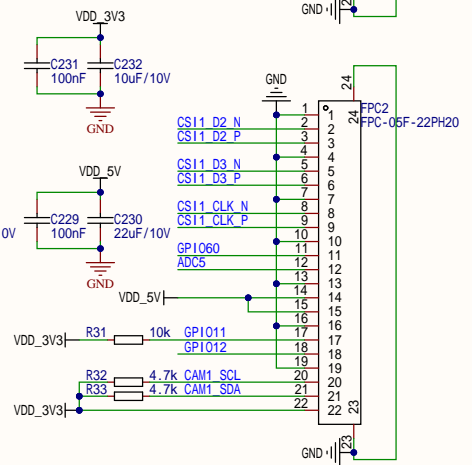 VDD_3V3
GND
C231
100nF
C232
10uF/10V
GND
GND
24
FPC2
FPC-05F-22PH20
24
1 1
CSI1_D2_N 2 2
CSI1_D2_P 3 3
4 4
CSI1_D3_N 5 5
CSI1_D3_P 6 6
7 7
CSI1_CLK_N 8 8
CSI1_CLK_P 9 9
10 10
GPIO60 11 11
ADC5 12 12
13 13
VDD_5V 14 14
15 15
16 16
VDD_3V3 R31 10k GPIO11 17 17
GPIO12 18 18
19 19
R32 4.7k CAM1_SCL 20 20
R33 4.7k CAM1_SDA 21 21
VDD_3V3 22 22
23
23
GND
VDD_5V
0V
C229
100nF
C230
22uF/10V
GND